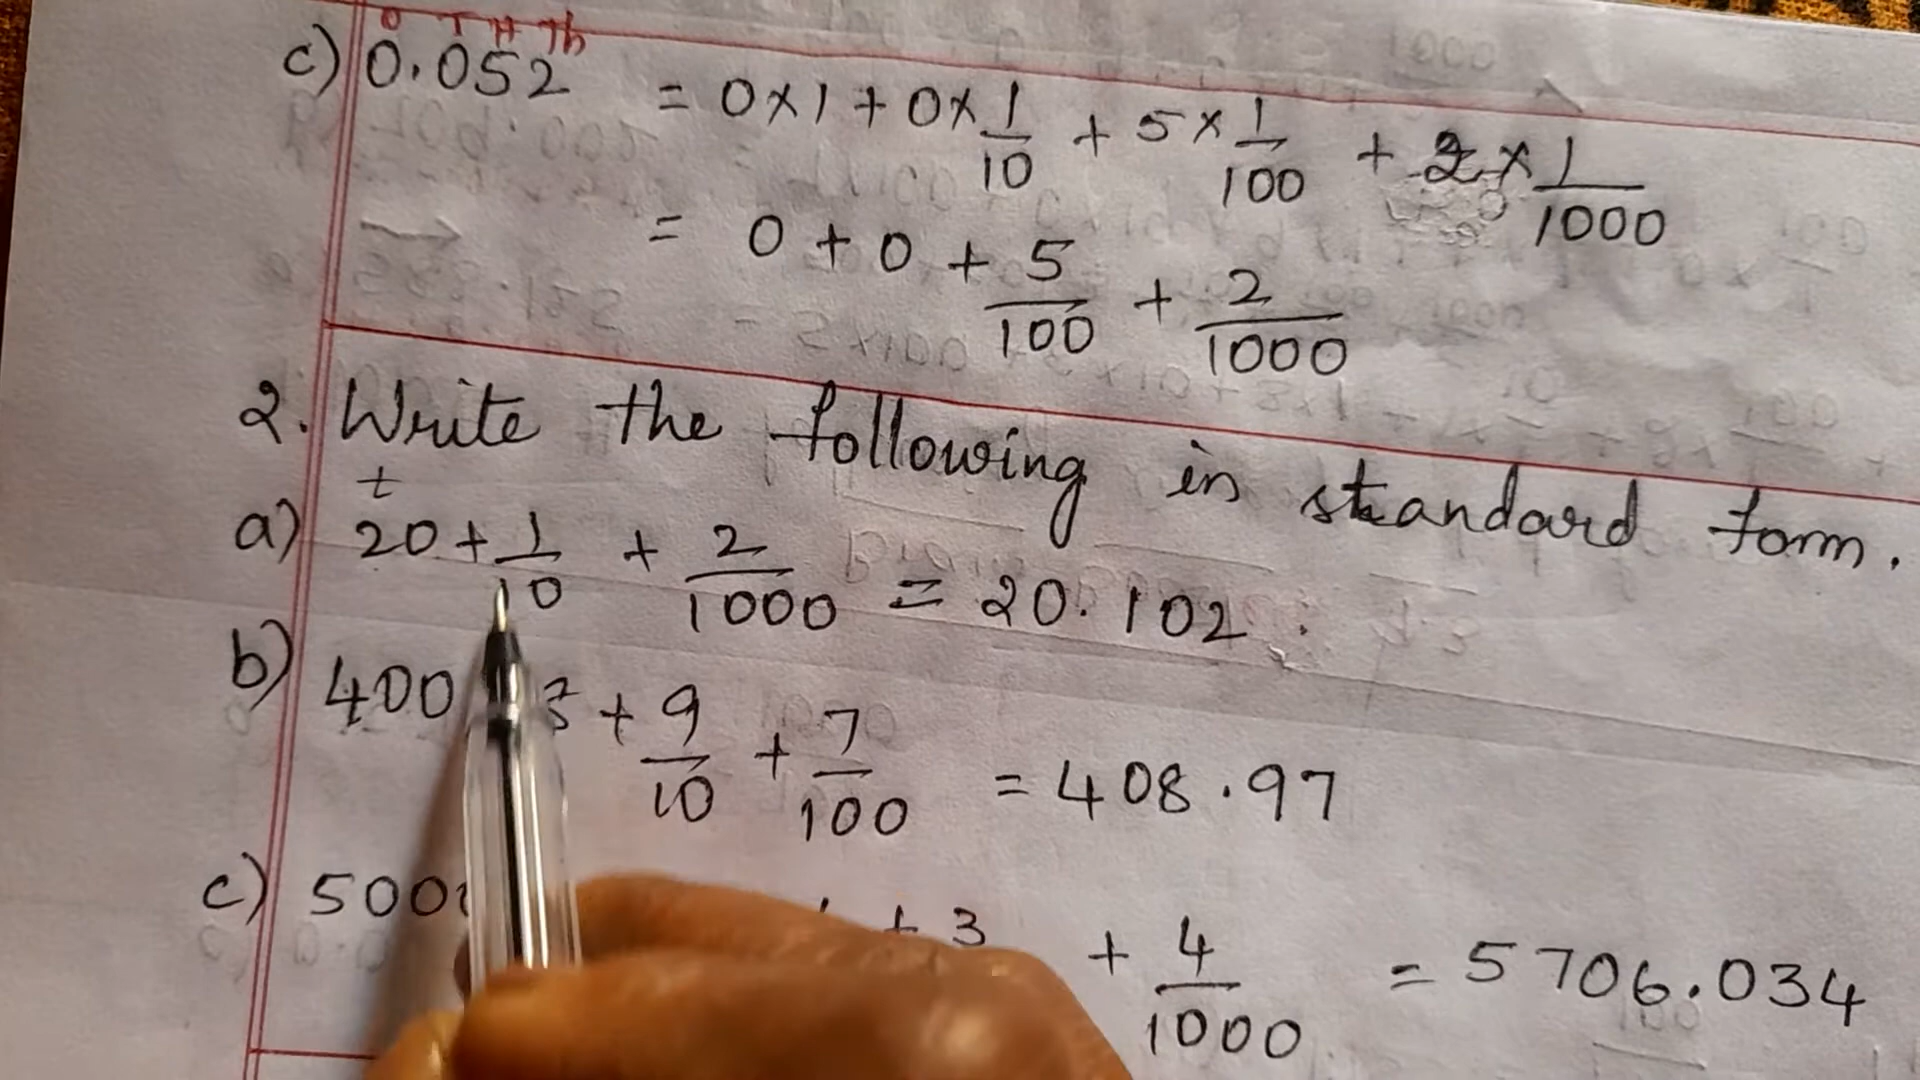 O T H Th
c) 0.052 = 0×1 + 0×1/10 + 5×1/100 + 2×1/1000
= 0 + 0 + 5/100 + 2/1000
2. Write the following in standard form.
t
a) 20 + 1/10 + 2/1000 = 20.102
b) 400 + 9/10 + 7/100 = 408.97
c) 500 + 3 + 4/1000 = 5706.034